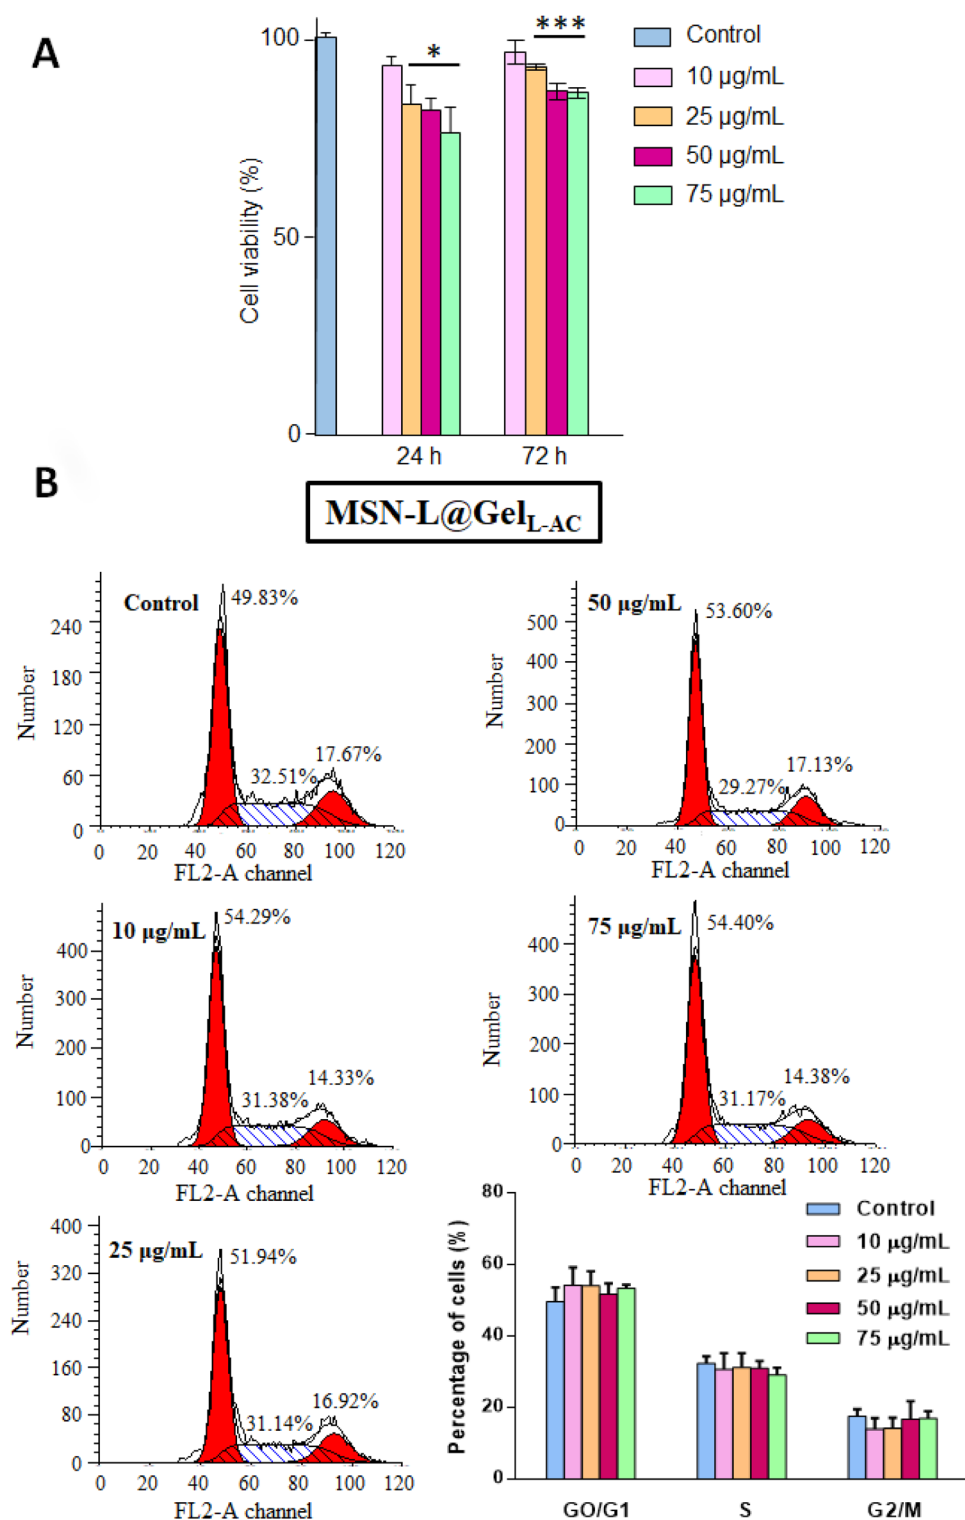 A
100
50
0
Cell viability (%)
*
***
24 h
72 h
Control
10 µg/mL
25 µg/mL
50 µg/mL
75 µg/mL
B
MSN-L@GelL-AC
Control
49.83%
32.51%
17.67%
240
180
120
60
0
Number
0 20 40 60 80 100 120
FL2-A channel
50 µg/mL
53.60%
29.27%
17.13%
500
400
300
200
100
0
Number
0 20 40 60 80 100 120
FL2-A channel
10 µg/mL
54.29%
31.38%
14.33%
400
300
200
100
0
Number
0 20 40 60 80 100 120
FL2-A channel
75 µg/mL
54.40%
31.17%
14.38%
400
300
200
100
0
Number
0 20 40 60 80 100 120
FL2-A channel
25 µg/mL
51.94%
31.14%
16.92%
400
320
240
160
80
0
Number
0 20 40 60 80 100 120
FL2-A channel
80
60
40
20
0
Percentage of cells (%)
Control
10 µg/mL
25 µg/mL
50 µg/mL
75 µg/mL
GO/G1 S G2/M